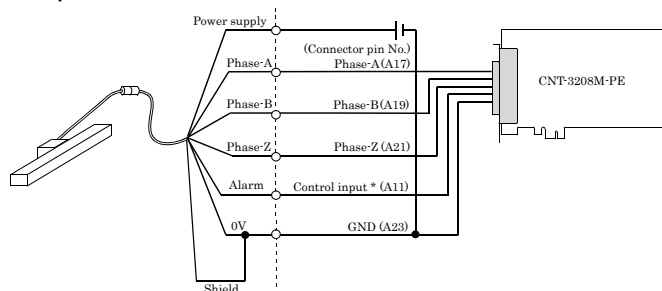 Power supply
(Connector pin No.)
Phase-A
Phase-A (A17)
CNT-3208M-PE
Phase-B
Phase-B (A19)
Phase-Z
Phase-Z (A21)
Alarm
Control input * (A11)
0V
GND (A23)
Shield